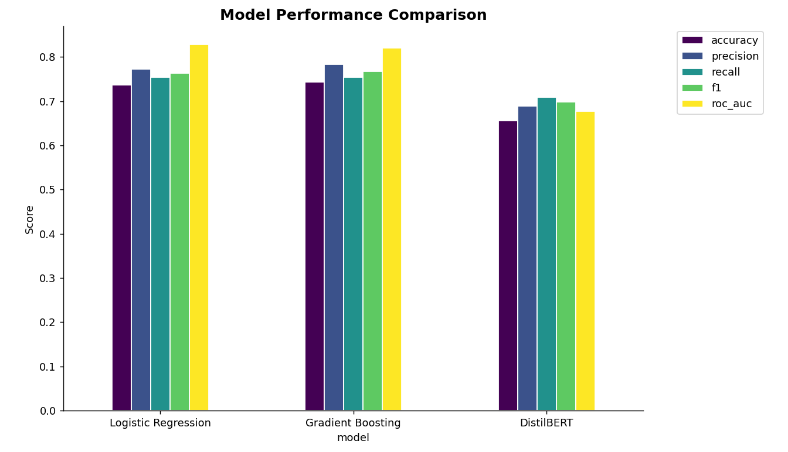 Model Performance Comparison
accuracy
precision
recall
f1
roc_auc
0.8
0.7
0.6
0.5
0.4
0.3
0.2
0.1
0.0
Score
Logistic Regression
Gradient Boosting
DistilBERT
model